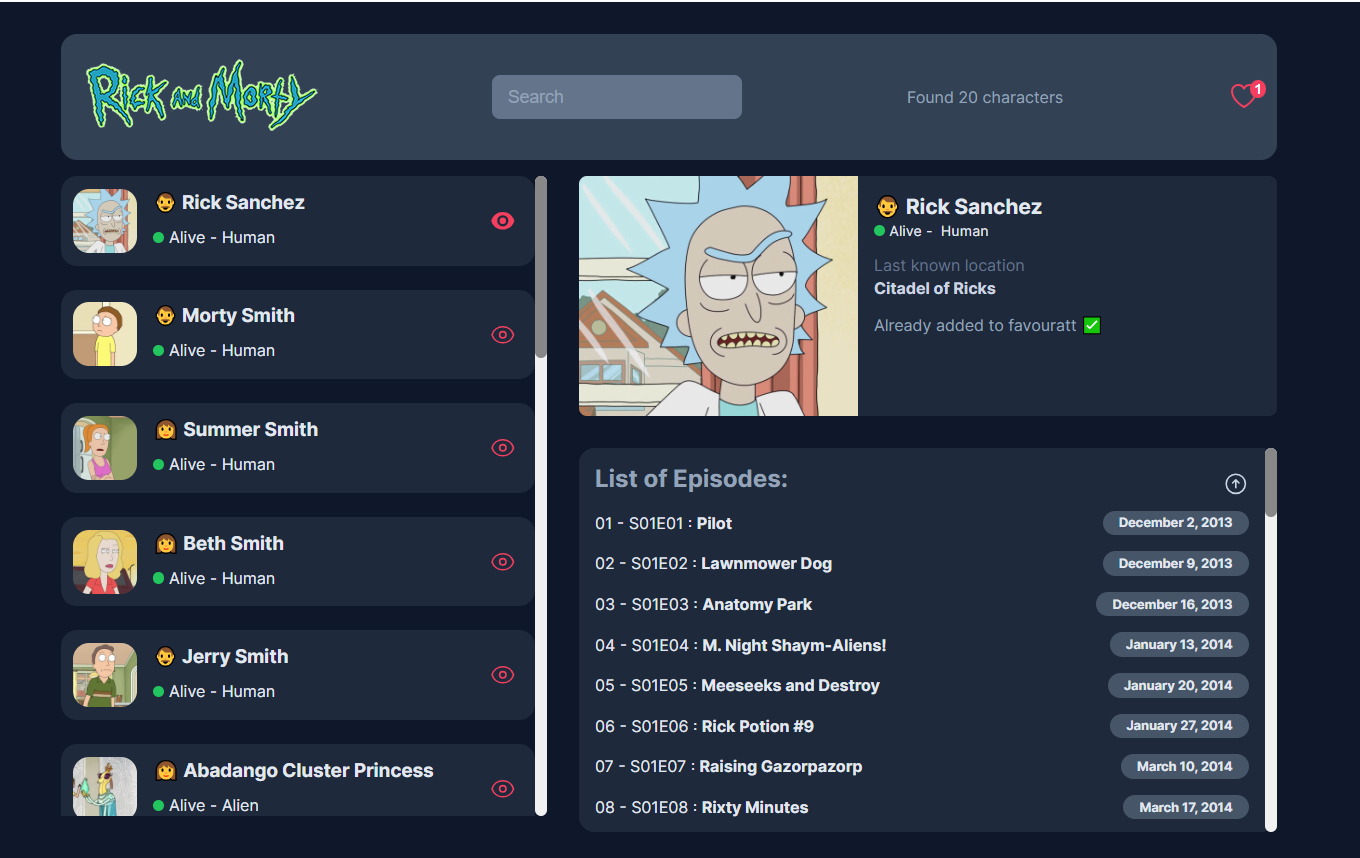 Rick and Morty
Search
Found 20 characters
1
Rick Sanchez
Alive - Human
Morty Smith
Alive - Human
Summer Smith
Alive - Human
Beth Smith
Alive - Human
Jerry Smith
Alive - Human
Abadango Cluster Princess
Alive - Alien
Rick Sanchez
Alive - Human
Last known location
Citadel of Ricks
Already added to favouratt ✅
List of Episodes:
01 - S01E01 : Pilot December 2, 2013
02 - S01E02 : Lawnmower Dog December 9, 2013
03 - S01E03 : Anatomy Park December 16, 2013
04 - S01E04 : M. Night Shaym-Aliens! January 13, 2014
05 - S01E05 : Meeseeks and Destroy January 20, 2014
06 - S01E06 : Rick Potion #9 January 27, 2014
07 - S01E07 : Raising Gazorpazorp March 10, 2014
08 - S01E08 : Rixty Minutes March 17, 2014